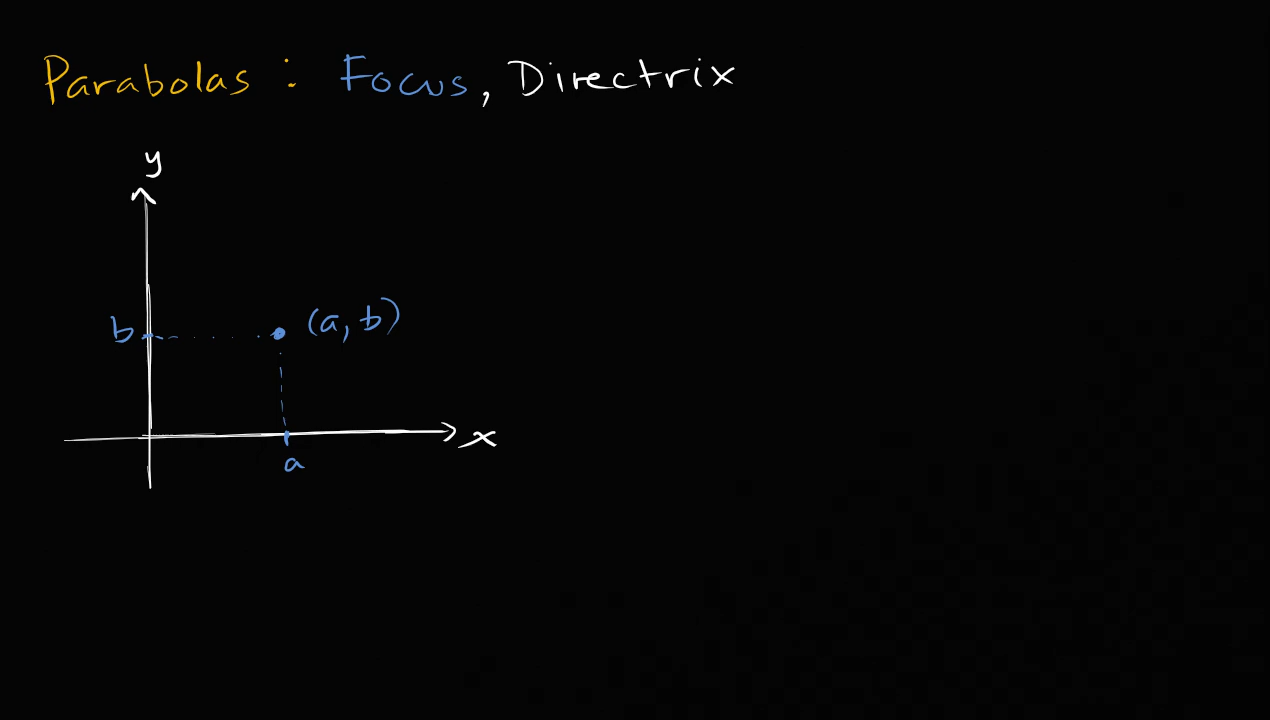 Parabolas : Focus, Directrix
y
b
(a, b)
x
a